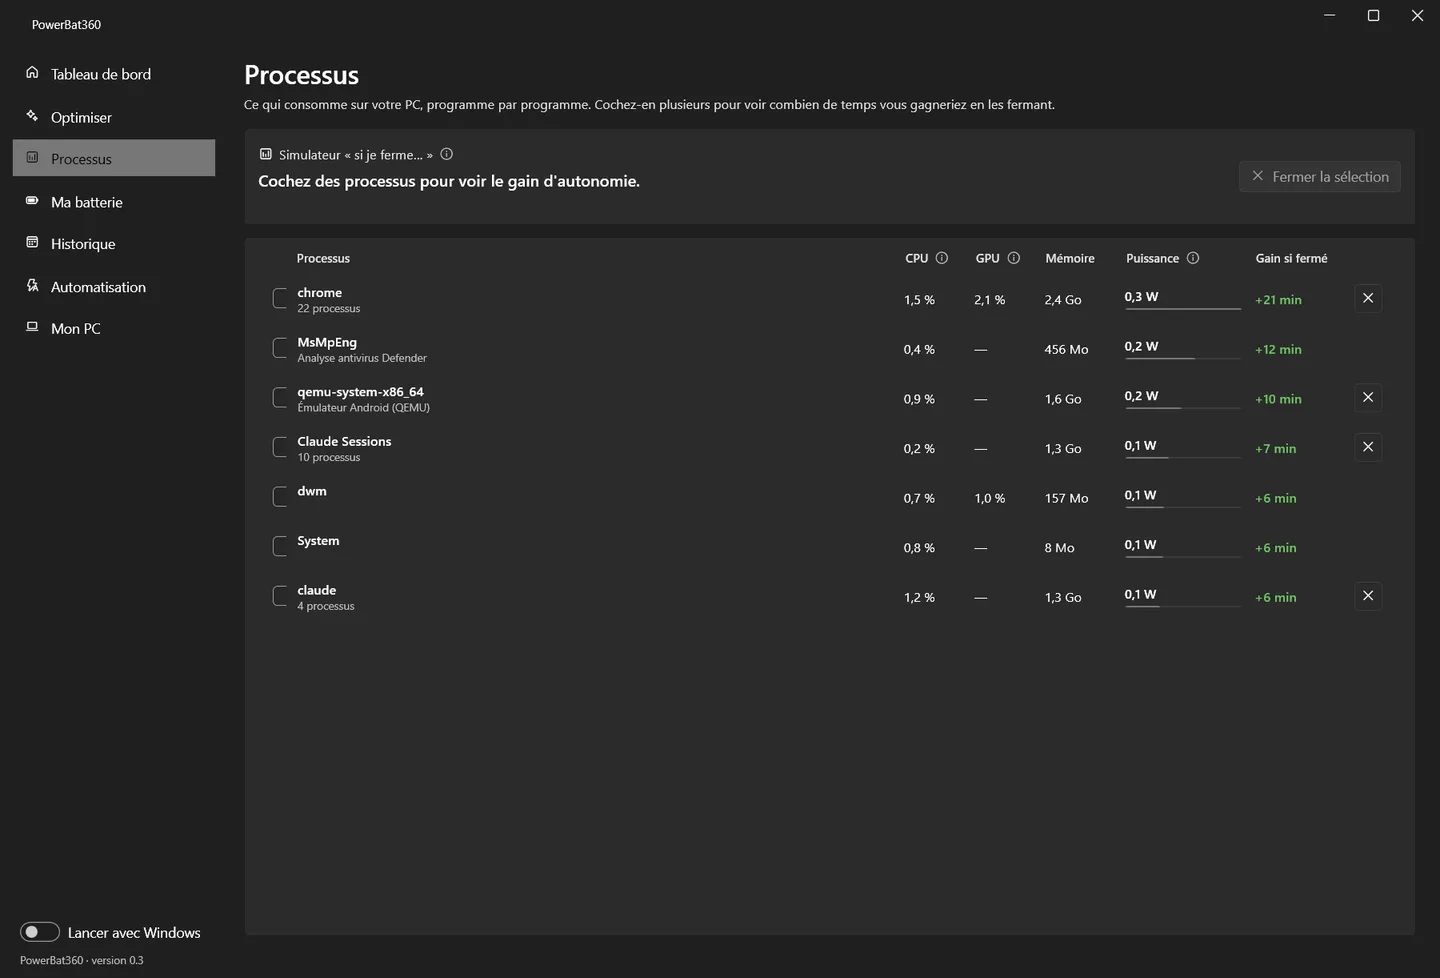 PowerBat360
Tableau de bord
Optimiser
Processus
Ma batterie
Historique
Automatisation
Mon PC
Lancer avec Windows
PowerBat360 · version 0.3
Processus
Ce qui consomme sur votre PC, programme par programme. Cochez-en plusieurs pour voir combien de temps vous gagneriez en les fermant.
Simulateur « si je ferme... »
Cochez des processus pour voir le gain d'autonomie.
Fermer la sélection
Processus CPU GPU Mémoire Puissance Gain si fermé
chrome
22 processus
1,5 % 2,1 % 2,4 Go 0,3 W +21 min
MsMpEng
Analyse antivirus Defender
0,4 % — 456 Mo 0,2 W +12 min
qemu-system-x86_64
Émulateur Android (QEMU)
0,9 % — 1,6 Go 0,2 W +10 min
Claude Sessions
10 processus
0,2 % — 1,3 Go 0,1 W +7 min
dwm
0,7 % 1,0 % 157 Mo 0,1 W +6 min
System
0,8 % — 8 Mo 0,1 W +6 min
claude
4 processus
1,2 % — 1,3 Go 0,1 W +6 min